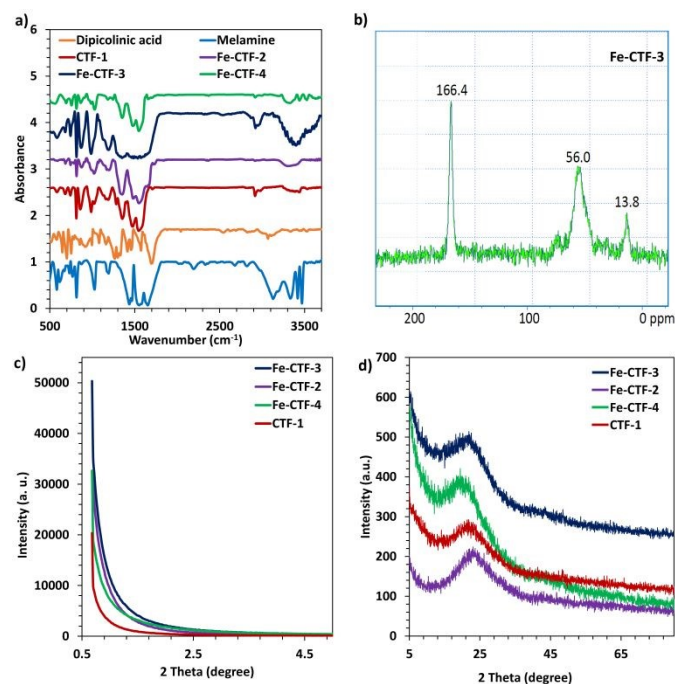 a)
Dipicolinic acid
Melamine
CTF-1
Fe-CTF-2
Fe-CTF-3
Fe-CTF-4
6
5
4
3
2
1
0
Absorbance
500
1500
2500
3500
Wavenumber (cm⁻¹)
b)
Fe-CTF-3
166.4
56.0
13.8
200
100
0 ppm
c)
Fe-CTF-3
Fe-CTF-2
Fe-CTF-4
CTF-1
50000
40000
30000
20000
10000
0
Intensity (a. u.)
0.5
2.5
4.5
2 Theta (degree)
d)
Fe-CTF-3
Fe-CTF-2
Fe-CTF-4
CTF-1
700
600
500
400
300
200
100
0
Intensity (a.u.)
5
25
45
65
2 Theta (degree)